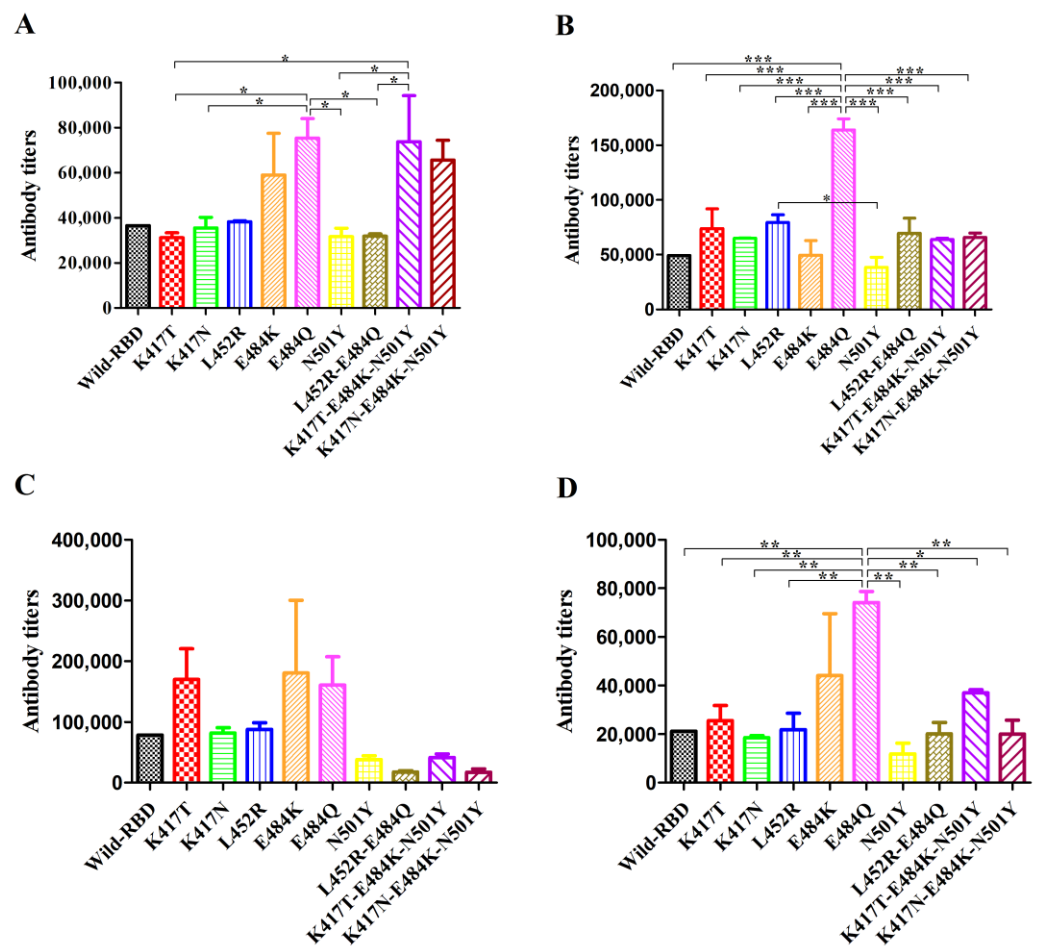 A
Antibody titers
100,000
80,000
60,000
40,000
20,000
0
*
*
*
*
*
*
*
Wild-RBD
K417T
K417N
L452R
E484K
E484Q
N501Y
L452R-E484Q
K417T-E484K-N501Y
K417N-E484K-N501Y
B
Antibody titers
200,000
150,000
100,000
50,000
0
***
***
***
***
***
***
***
***
***
*
Wild-RBD
K417T
K417N
L452R
E484K
E484Q
N501Y
L452R-E484Q
K417T-E484K-N501Y
K417N-E484K-N501Y
C
Antibody titers
400,000
300,000
200,000
100,000
0
Wild-RBD
K417T
K417N
L452R
E484K
E484Q
N501Y
L452R-E484Q
K417T-E484K-N501Y
K417N-E484K-N501Y
D
Antibody titers
100,000
80,000
60,000
40,000
20,000
0
**
**
**
*
**
**
**
**
Wild-RBD
K417T
K417N
L452R
E484K
E484Q
N501Y
L452R-E484Q
K417T-E484K-N501Y
K417N-E484K-N501Y